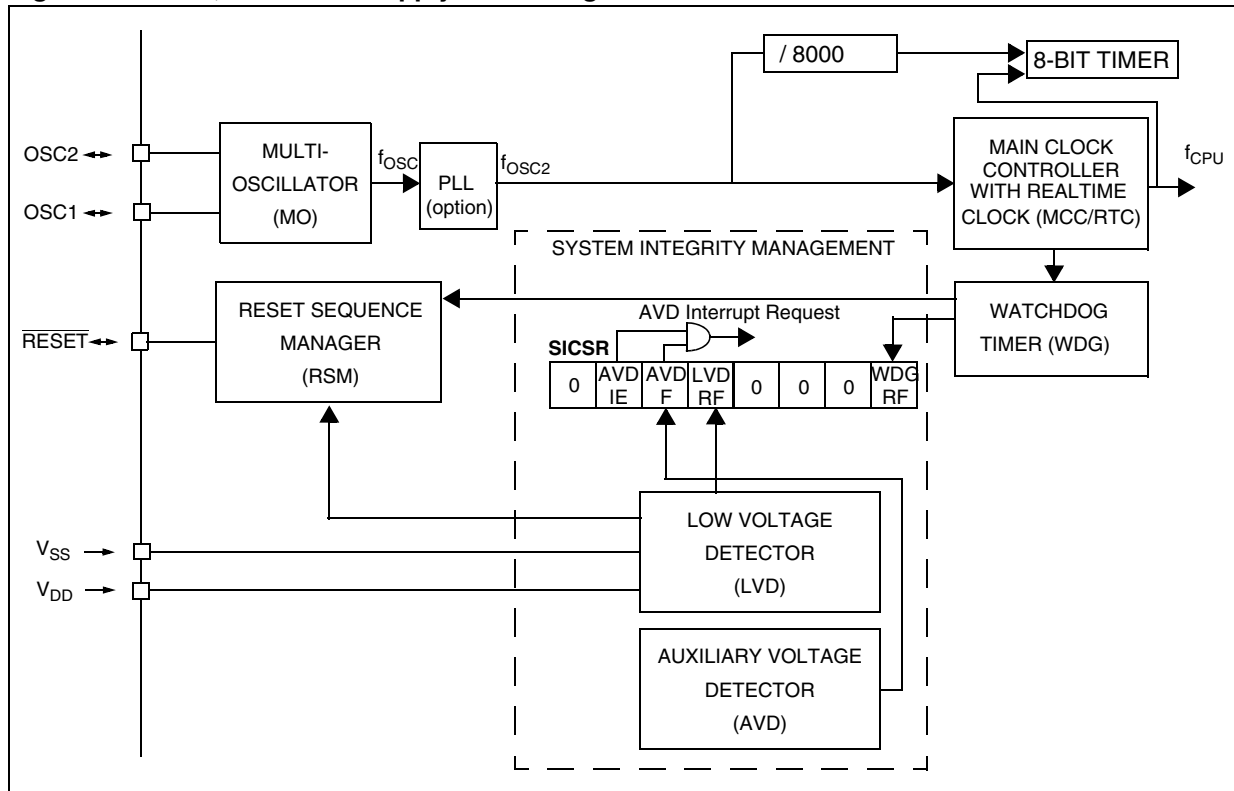 / 8000
8-BIT TIMER
OSC2
OSC1
MULTI-
OSCILLATOR
(MO)
fOSC
PLL
(option)
fOSC2
MAIN CLOCK
CONTROLLER
WITH REALTIME
CLOCK (MCC/RTC)
fCPU
SYSTEM INTEGRITY MANAGEMENT
RESET
RESET SEQUENCE
MANAGER
(RSM)
AVD Interrupt Request
WATCHDOG
TIMER (WDG)
SICSR
0 AVD IE AVD F LVD RF 0 0 0 WDG RF
LOW VOLTAGE
DETECTOR
(LVD)
VSS
VDD
AUXILIARY VOLTAGE
DETECTOR
(AVD)